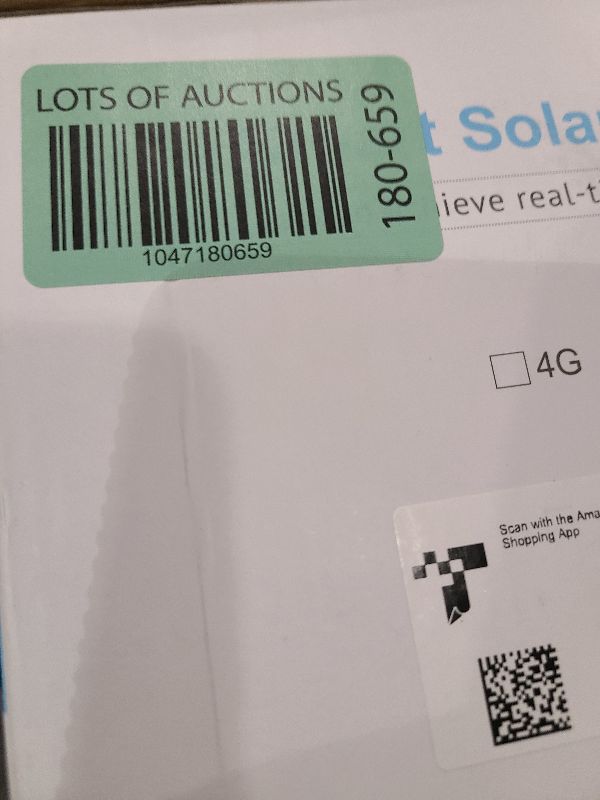 LOTS OF AUCTIONS
1047180659
180-659
t Sola
ieve real-t
4G
Scan with the Ama
Shopping App